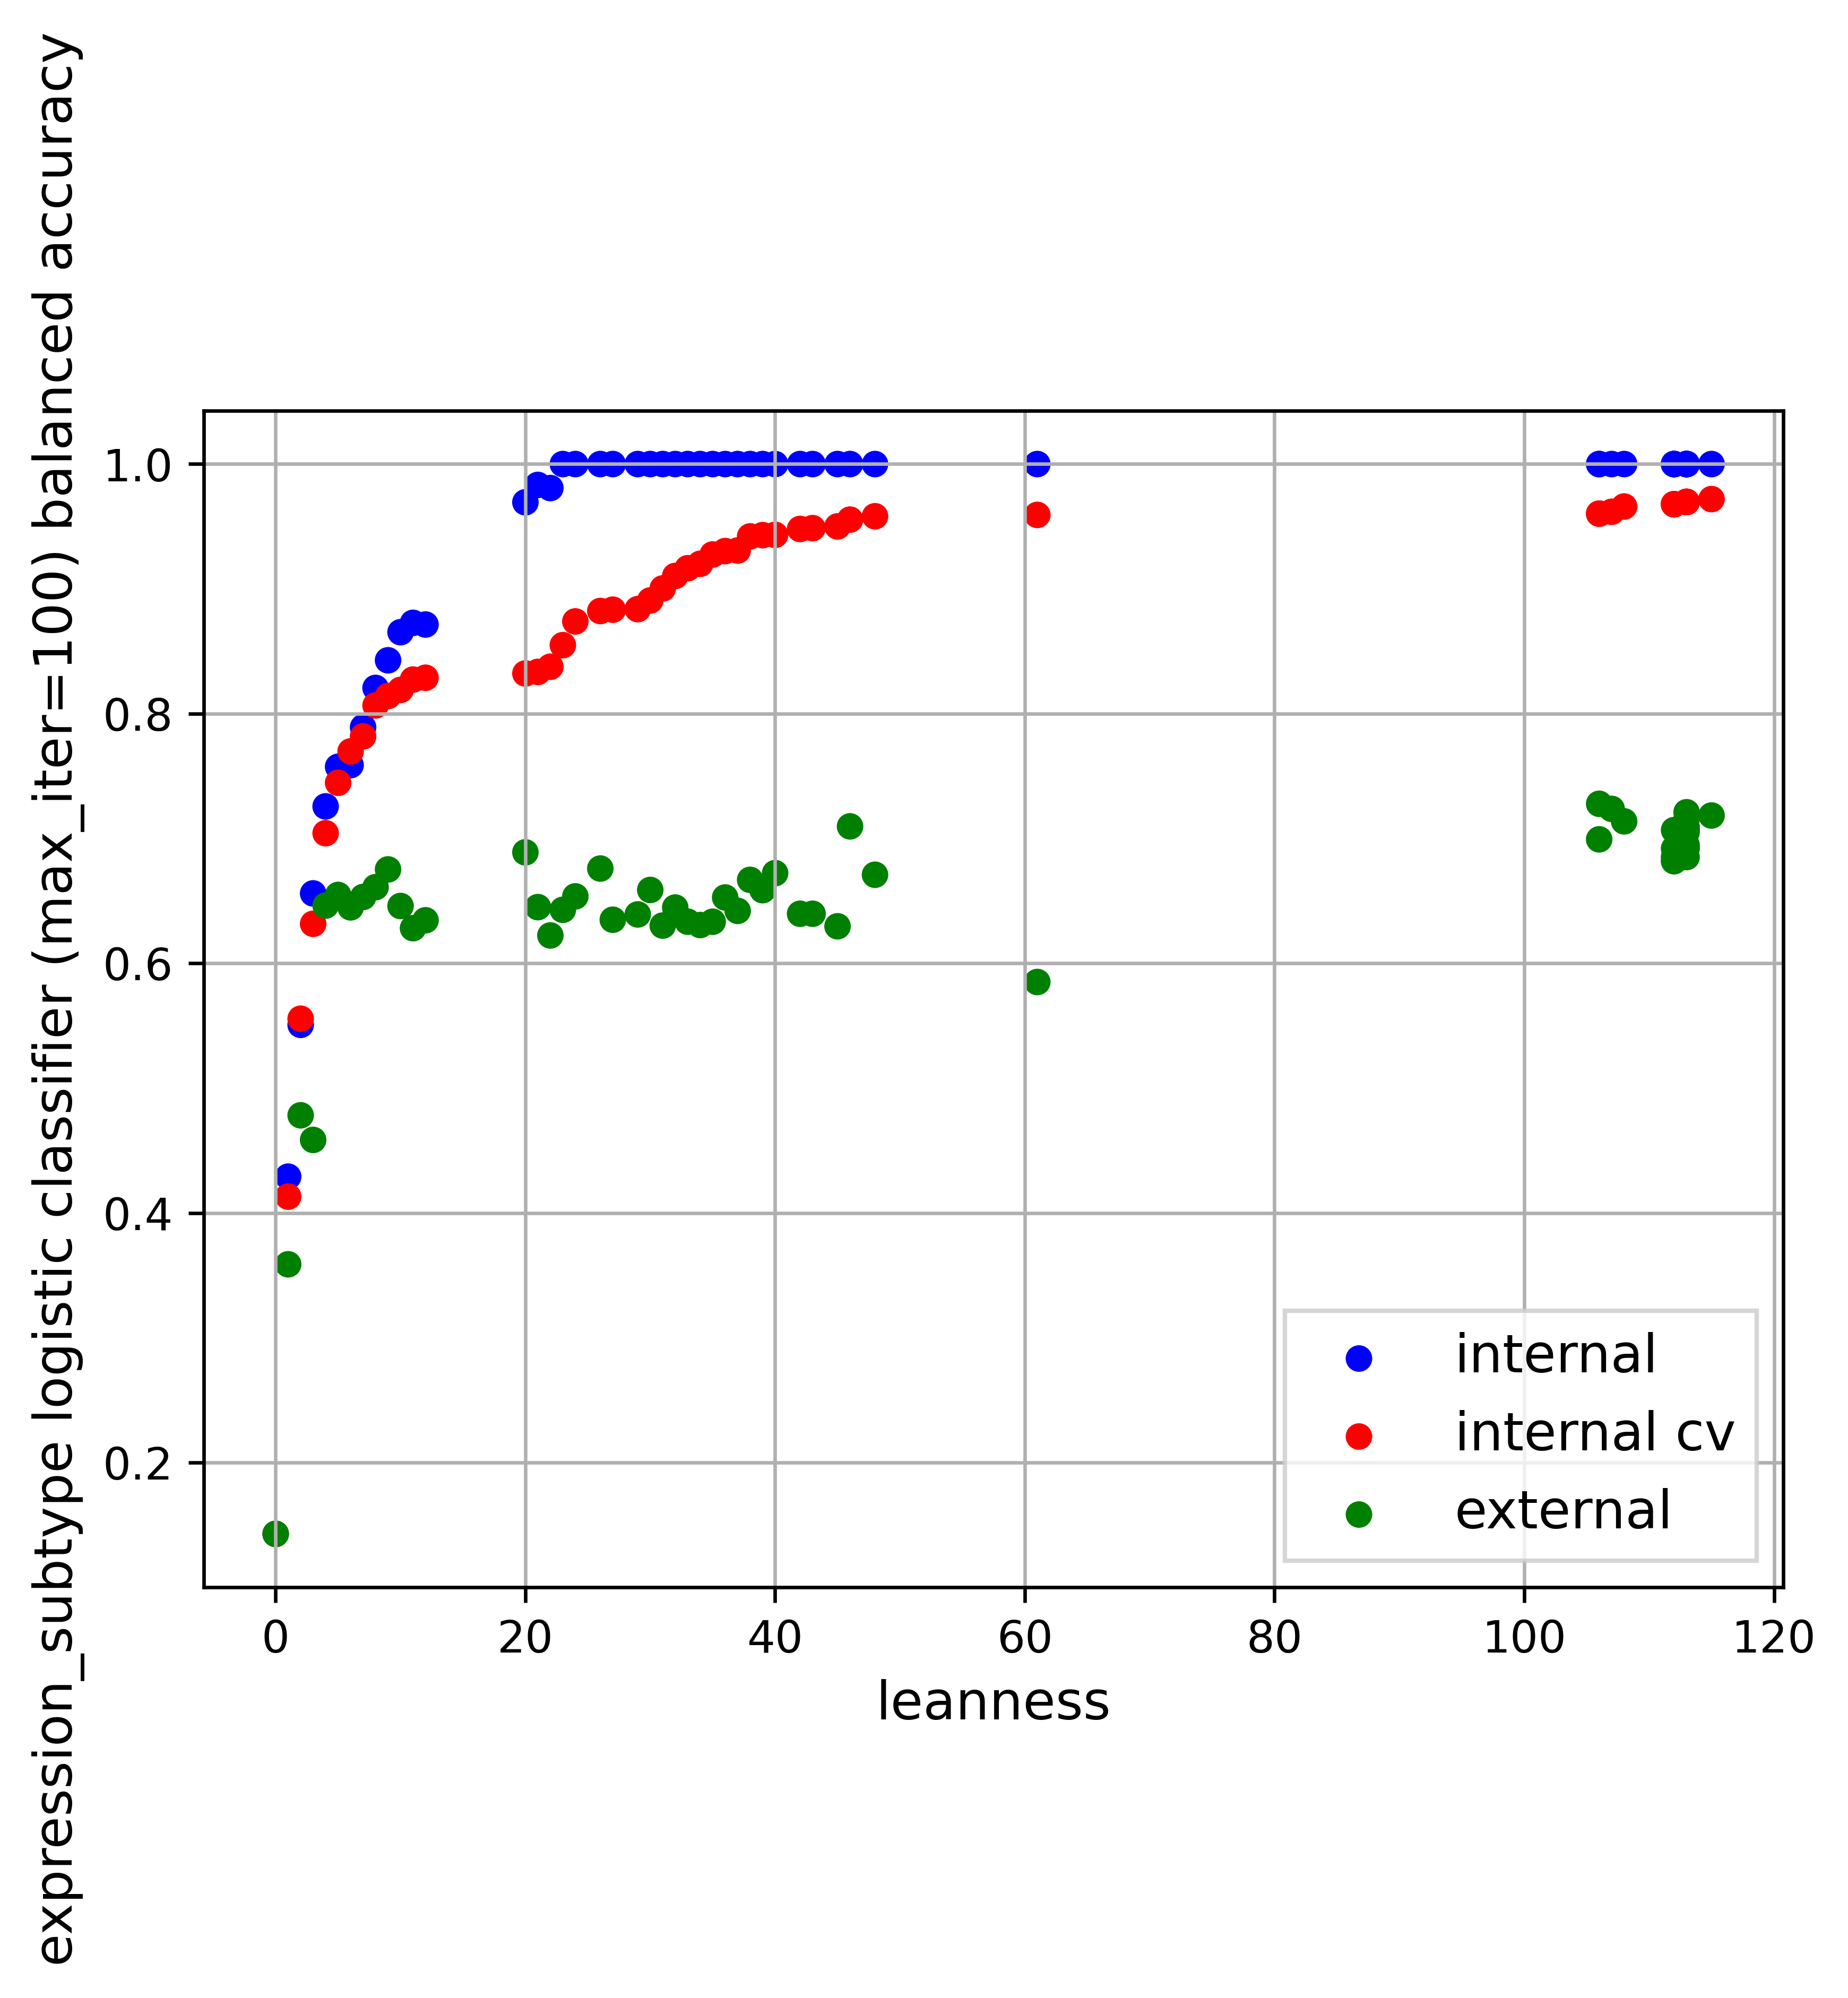 expression_subtype logistic classifier (max_iter=100) balanced accuracy
1.0
0.8
0.6
0.4
0.2
internal
internal cv
external
0 20 40 60 80 100 120
leanness